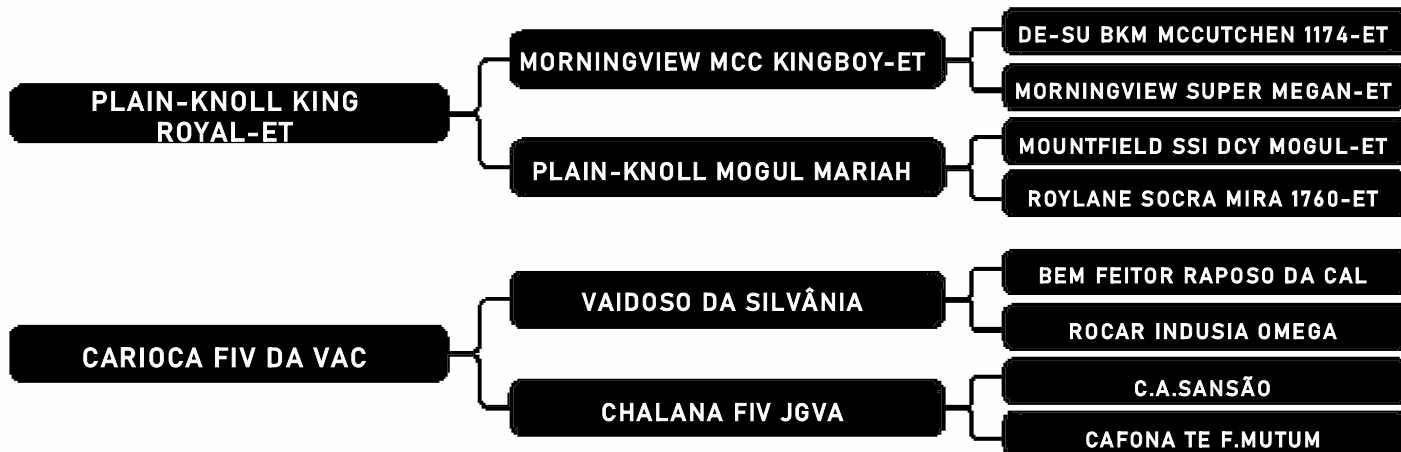 PLAIN-KNOLL KING
ROYAL-ET
MORNINGVIEW MCC KINGBOY-ET
DE-SU BKM MCCUTCHEN 1174-ET
MORNINGVIEW SUPER MEGAN-ET
PLAIN-KNOLL MOGUL MARIAH
MOUNTFIELD SSI DCY MOGUL-ET
ROYLANE SOCRA MIRA 1760-ET
CARIOCA FIV DA VAC
VAIDOSO DA SILVÂNIA
BEM FEITOR RAPOSO DA CAL
ROCAR INDUSIA OMEGA
CHALANA FIV JGVA
C.A.SANSÃO
CAFONA TE F.MUTUM